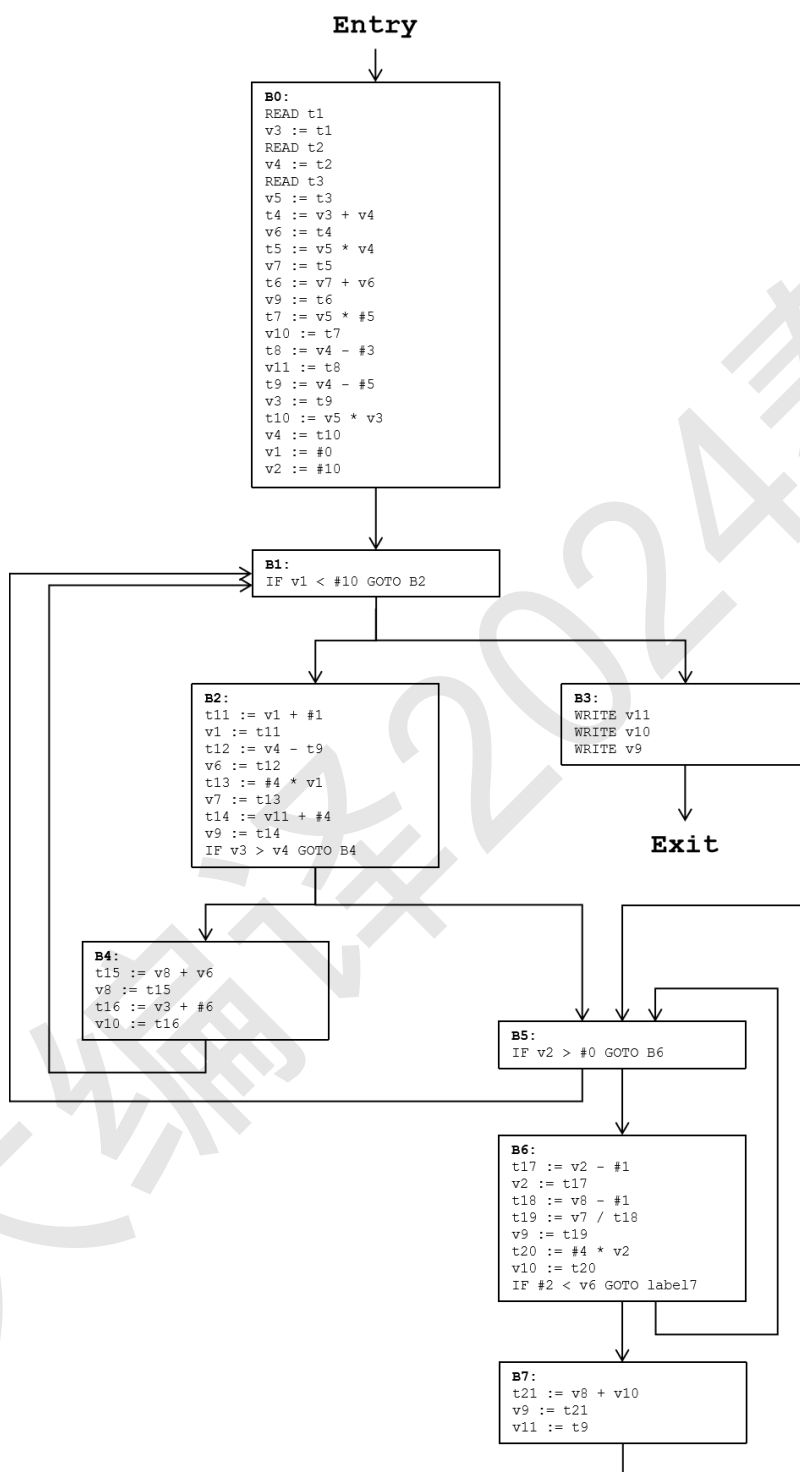 Entry
B0:
READ t1
v3 := t1
READ t2
v4 := t2
READ t3
v5 := t3
t4 := v3 + v4
v6 := t4
t5 := v5 * v4
v7 := t5
t6 := v7 + v6
v9 := t6
t7 := v5 * #5
v10 := t7
t8 := v4 - #3
v11 := t8
t9 := v4 - #5
v3 := t9
t10 := v5 * v3
v4 := t10
v1 := #0
v2 := #10
B1:
IF v1 < #10 GOTO B2
B2:
t11 := v1 + #1
v1 := t11
t12 := v4 - t9
v6 := t12
t13 := #4 * v1
v7 := t13
t14 := v11 + #4
v9 := t14
IF v3 > v4 GOTO B4
B3:
WRITE v11
WRITE v10
WRITE v9
Exit
B4:
t15 := v8 + v6
v8 := t15
t16 := v3 + #6
v10 := t16
B5:
IF v2 > #0 GOTO B6
B6:
t17 := v2 - #1
v2 := t17
t18 := v8 - #1
t19 := v7 / t18
v9 := t19
t20 := #4 * v2
v10 := t20
IF #2 < v6 GOTO label7
B7:
t21 := v8 + v10
v9 := t21
v11 := t9
编译2024